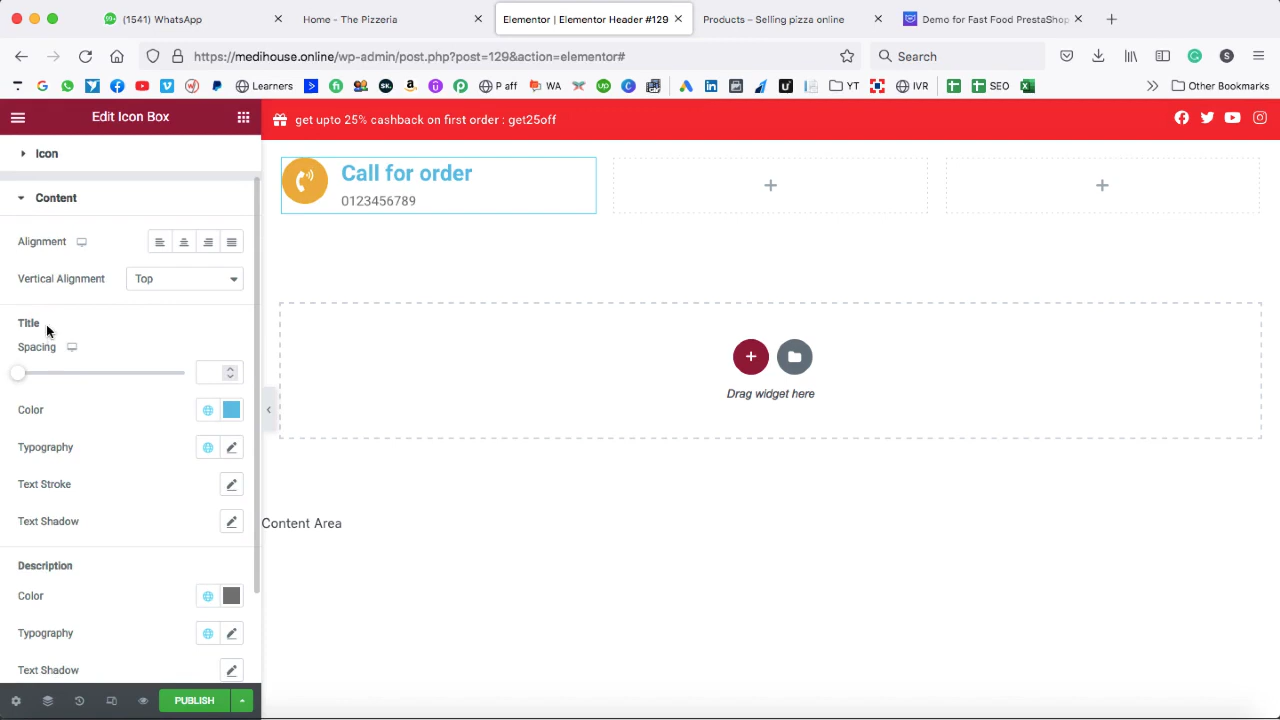 (1541) WhatsApp
Home - The Pizzeria
Elementor | Elementor Header #129
Products – Selling pizza online
Demo for Fast Food PrestaShop
https://medihouse.online/wp-admin/post.php?post=129&action=elementor#
Search
Learners
P aff
WA
YT
IVR
SEO
Other Bookmarks
Edit Icon Box
get upto 25% cashback on first order : get25off
Icon
Content
Call for order
0123456789
Alignment
Vertical Alignment
Top
Title
Spacing
Color
Typography
Text Stroke
Text Shadow
Drag widget here
Content Area
Description
Color
Typography
Text Shadow
PUBLISH